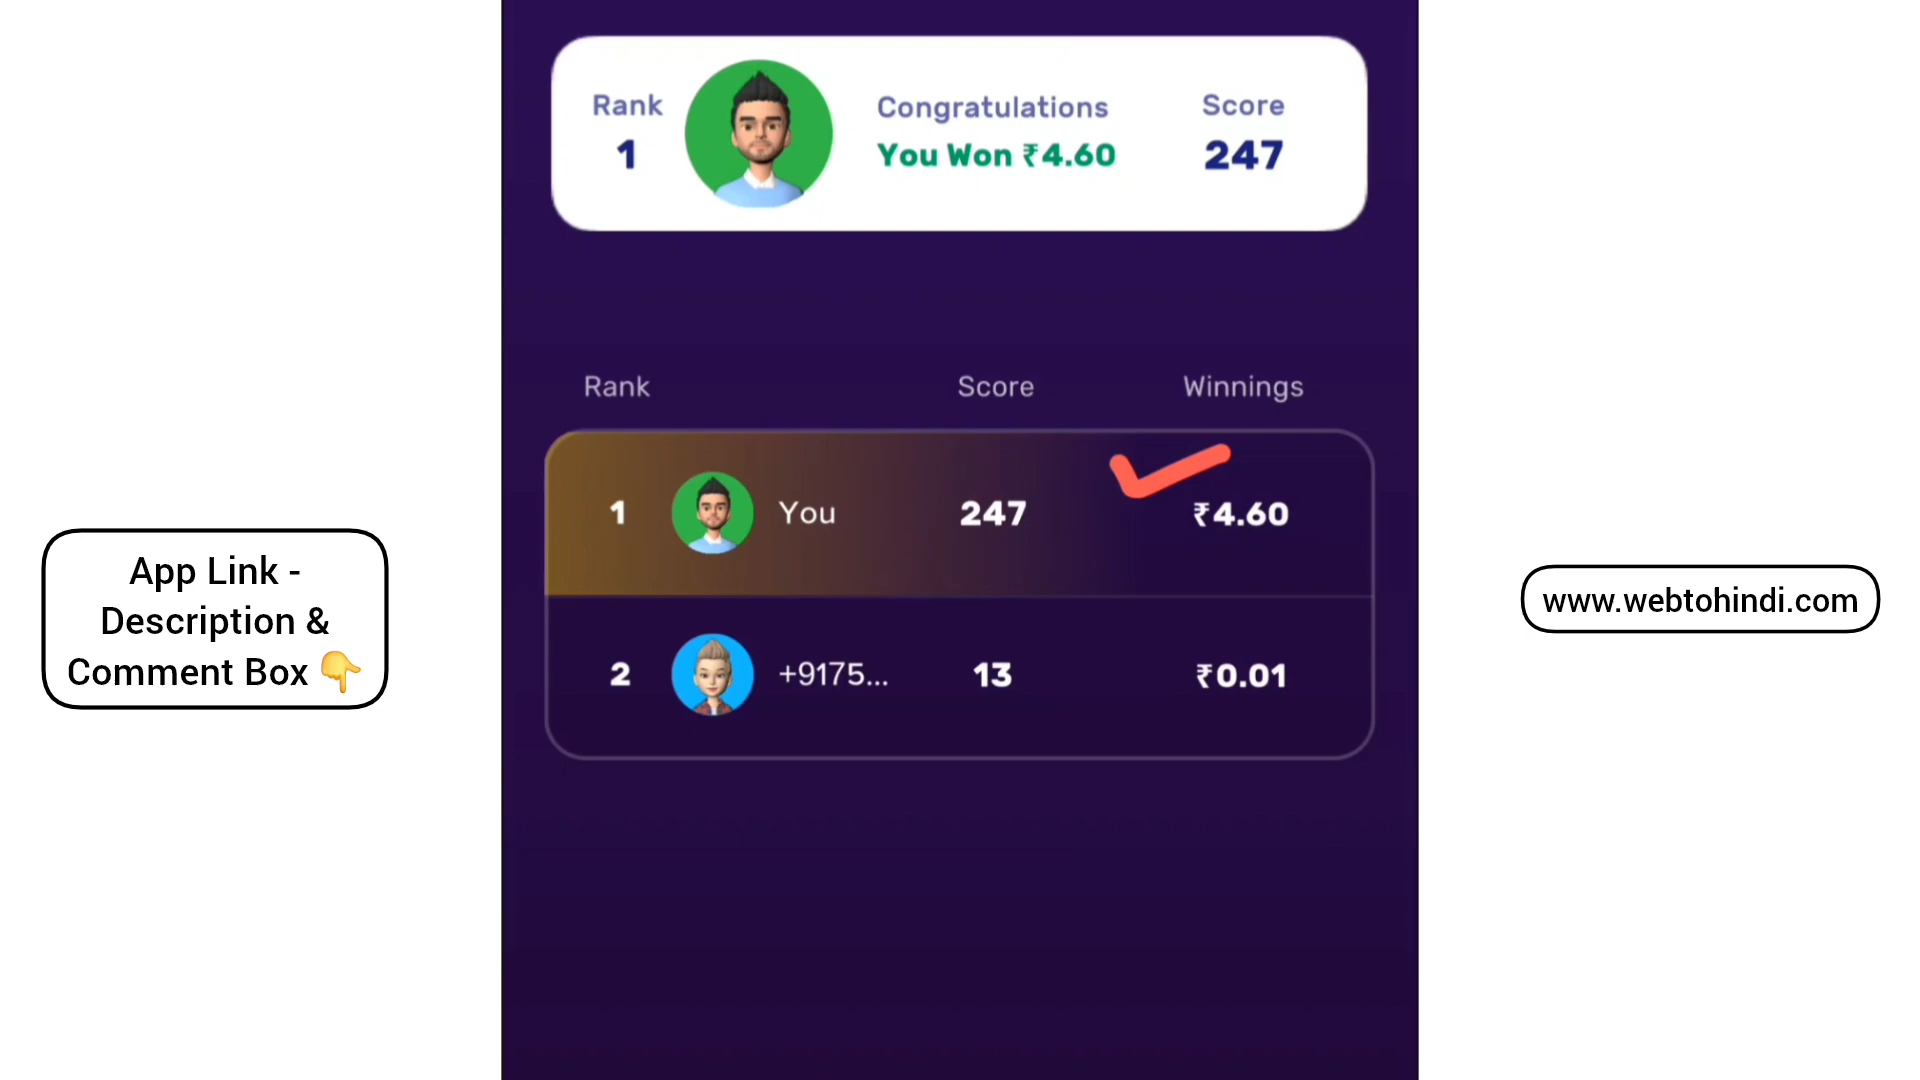 Rank
1
Congratulations
You Won ₹4.60
Score
247
Rank
Score
Winnings
1
You
247
₹4.60
2
+9175...
13
₹0.01
App Link -
Description &
Comment Box 👇
www.webtohindi.com